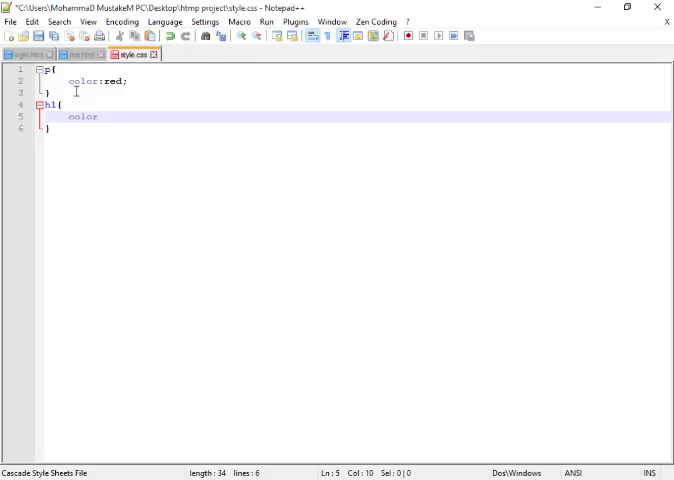 *C:\Users\MohammaD MustakeM PC\Desktop\htmp project\style.css - Notepad++
File Edit Search View Encoding Language Settings Macro Run Plugins Window Zen Coding ? X
login.html style.css
1 p{
2 color:red;
3 }
4 h1{
5 color
6 }
Cascade Style Sheets File length : 34 lines : 6 Ln : 5 Col : 10 Sel : 0 | 0 Dos\Windows ANSI INS